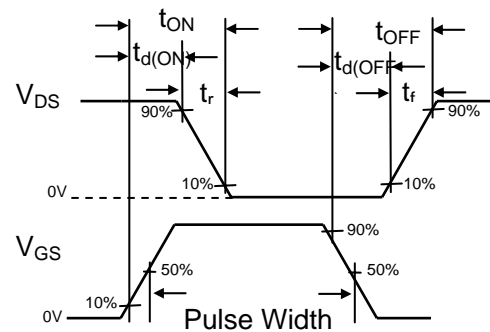 tON tOFF
td(ON) td(OFF
tr tf
VDS
90% 90%
10% 10%
0V
VGS
90%
50% 50%
10%
0V
Pulse Width